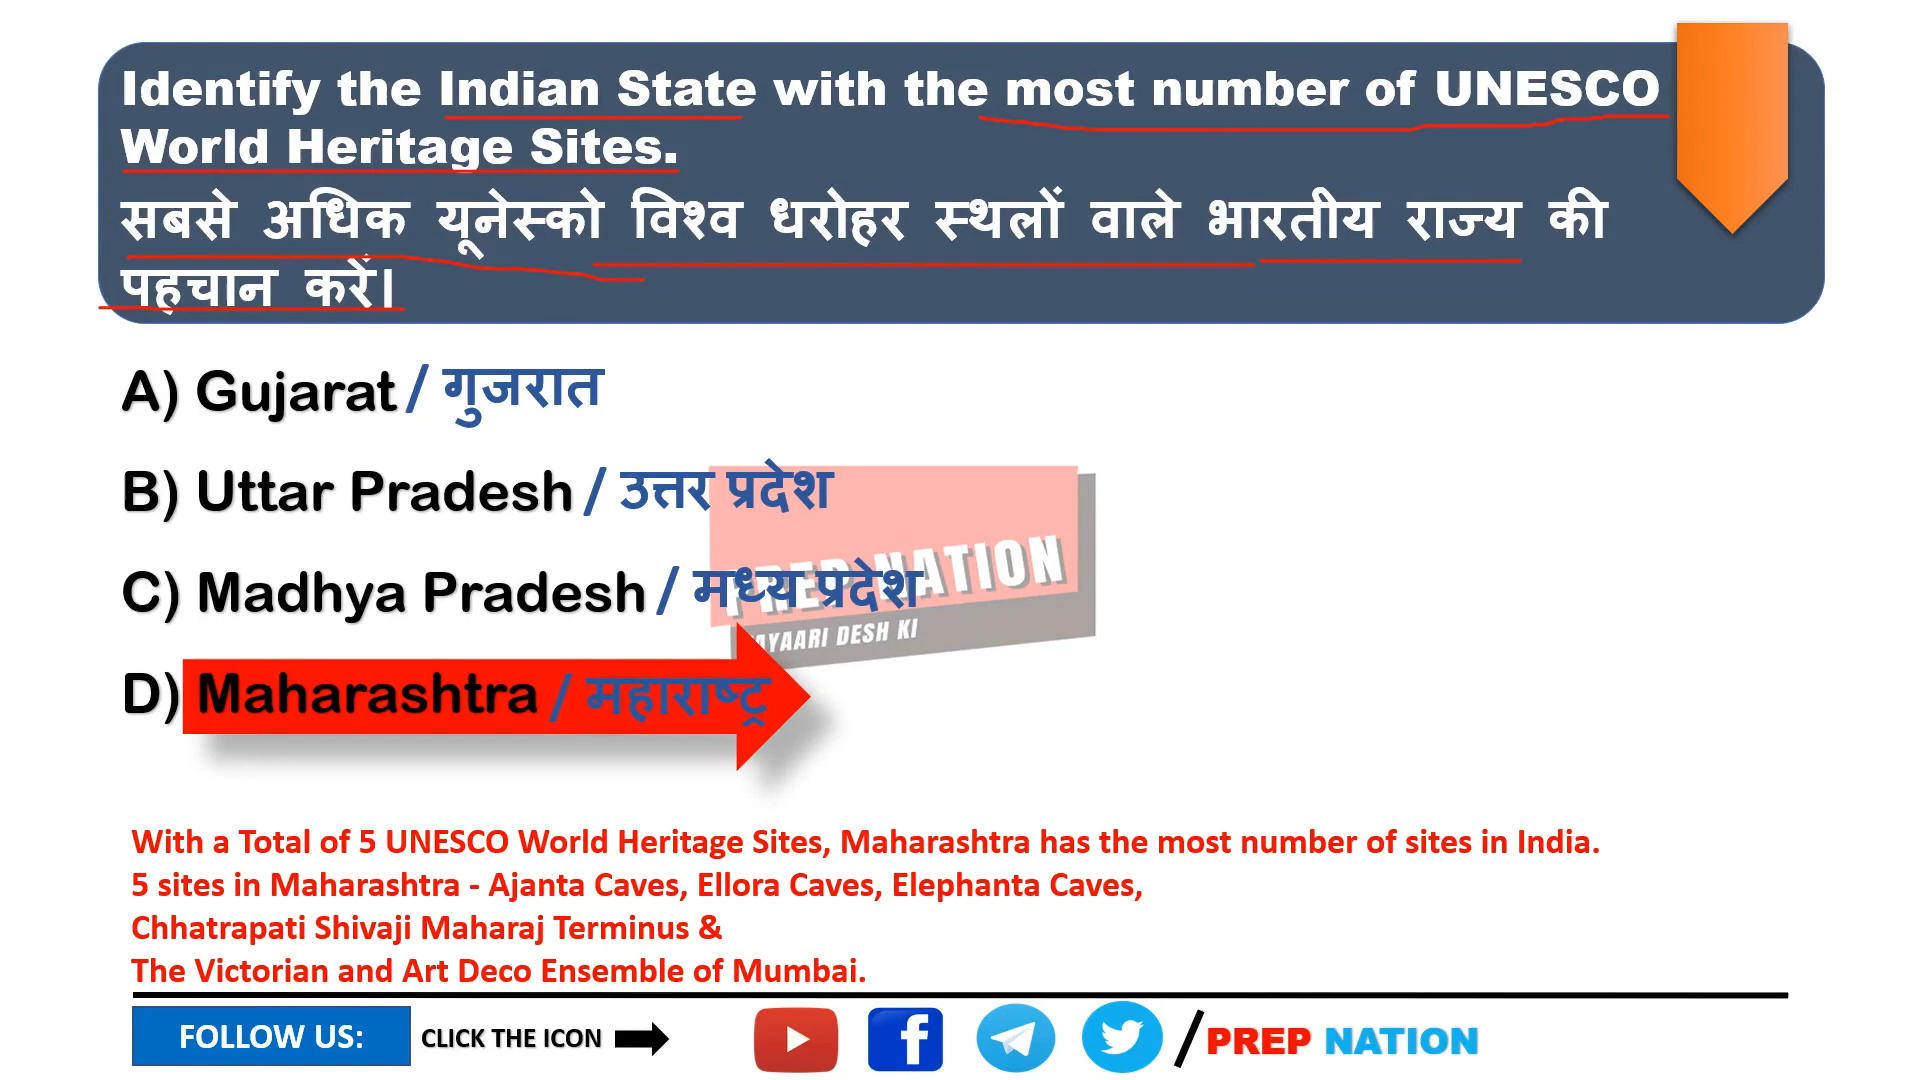 Identify the Indian State with the most number of UNESCO
World Heritage Sites.
सबसे अधिक यूनेस्को विश्व धरोहर स्थलों वाले भारतीय राज्य की
पहचान करें।
A) Gujarat / गुजरात
B) Uttar Pradesh / उत्तर प्रदेश
C) Madhya Pradesh / मध्य प्रदेश
PREP NATION
DESH KI
D) Maharashtra / महाराष्ट्र
With a Total of 5 UNESCO World Heritage Sites, Maharashtra has the most number of sites in India.
5 sites in Maharashtra - Ajanta Caves, Ellora Caves, Elephanta Caves,
Chhatrapati Shivaji Maharaj Terminus &
The Victorian and Art Deco Ensemble of Mumbai.
FOLLOW US: CLICK THE ICON f /PREP NATION